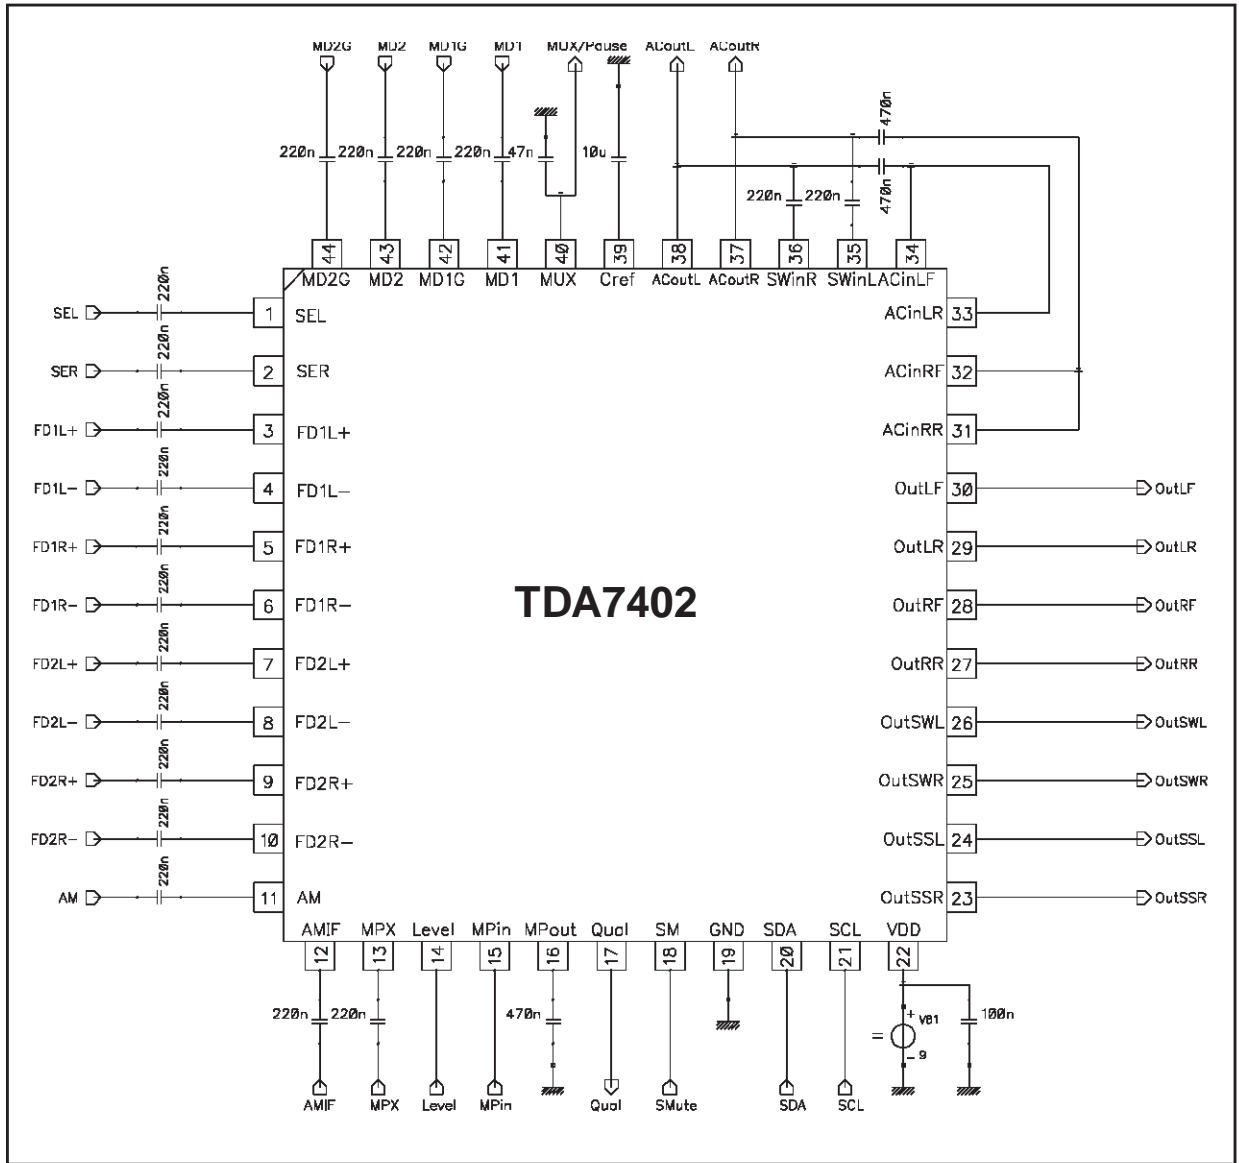 MD2G MD2 MD1G MD1 MUX/Pause ACoutL ACoutR
470n
220n 220n 220n 220n 47n 10u
220n 220n 470n
44 43 42 41 40 39 38 37 36 35 34
MD2G MD2 MD1G MD1 MUX Cref ACoutL ACoutR SWinR SWinL ACinLF
220n
SEL 1 SEL ACinLR 33
220n
SER 2 SER ACinRF 32
220n
FD1L+ 3 FD1L+ ACinRR 31
220n
FD1L- 4 FD1L- OutLF 30 OutLF
220n
FD1R+ 5 FD1R+ OutLR 29 OutLR
220n
FD1R- 6 FD1R- TDA7402 OutRF 28 OutRF
220n
FD2L+ 7 FD2L+ OutRR 27 OutRR
220n
FD2L- 8 FD2L- OutSWL 26 OutSWL
220n
FD2R+ 9 FD2R+ OutSWR 25 OutSWR
220n
FD2R- 10 FD2R- OutSSL 24 OutSSL
220n
AM 11 AM OutSSR 23 OutSSR
AMIF MPX Level MPin MPout Qual SM GND SDA SCL VDD
12 13 14 15 16 17 18 19 20 21 22
220n 220n 470n = + VB1 100n
- 9
AMIF MPX Level MPin Qual SMute SDA SCL